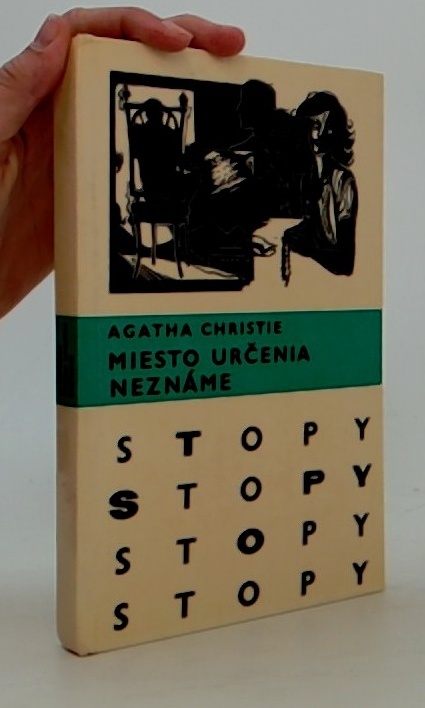 AGATHA CHRISTIE
MIESTO URČENIA
NEZNÁME
S T O P Y
S T O P Y
S T O P Y
S T O P Y